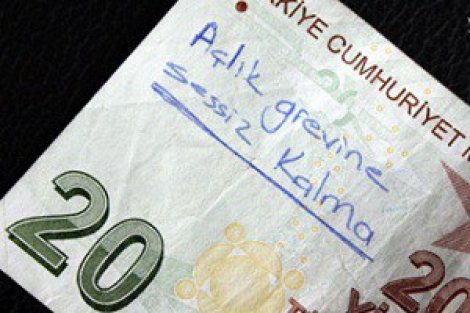 KİYE CUMHURİYET
Açlık grevine
sessiz kalma
20
20